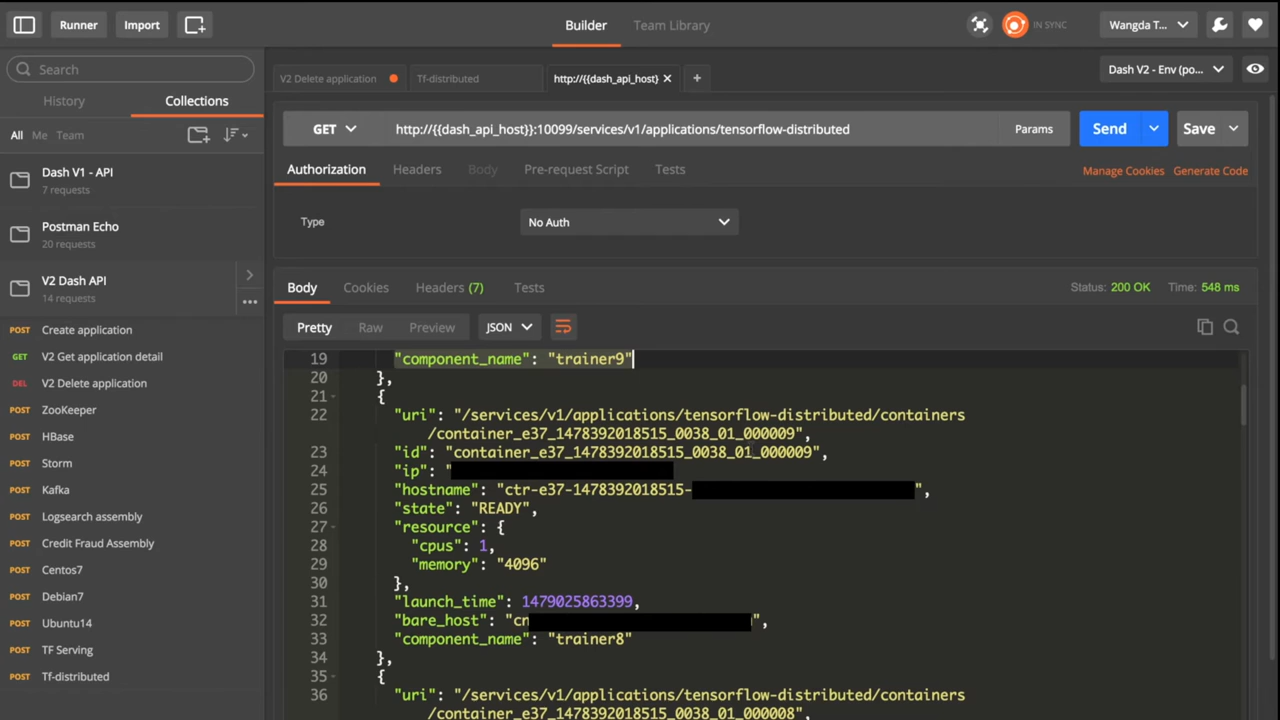 Runner
Import
Builder
Team Library
IN SYNC
Wangda T...
Search
History
Collections
All Me Team
Dash V1 - API
7 requests
Postman Echo
20 requests
V2 Dash API
14 requests
POST Create application
GET V2 Get application detail
DEL V2 Delete application
POST ZooKeeper
POST HBase
POST Storm
POST Kafka
POST Logsearch assembly
POST Credit Fraud Assembly
POST Centos7
POST Debian7
POST Ubuntu14
POST TF Serving
POST Tf-distributed
V2 Delete application
Tf-distributed
http://{{dash_api_host}
Dash V2 - Env (po...
GET http://{{dash_api_host}}:10099/services/v1/applications/tensorflow-distributed Params Send Save
Authorization Headers Body Pre-request Script Tests Manage Cookies Generate Code
Type No Auth
Body Cookies Headers (7) Tests Status: 200 OK Time: 548 ms
Pretty Raw Preview JSON
19 "component_name": "trainer9"
20 },
21 {
22 "uri": "/services/v1/applications/tensorflow-distributed/containers
/container_e37_1478392018515_0038_01_000009",
23 "id": "container_e37_1478392018515_0038_01_000009",
24 "ip": "
25 "hostname": "ctr-e37-1478392018515- ",
26 "state": "READY",
27 "resource": {
28 "cpus": 1,
29 "memory": "4096"
30 },
31 "launch_time": 1479025863399,
32 "bare_host": "cn ",
33 "component_name": "trainer8"
34 },
35 {
36 "uri": "/services/v1/applications/tensorflow-distributed/containers
/container_e37_1478392018515_0038_01_000008",